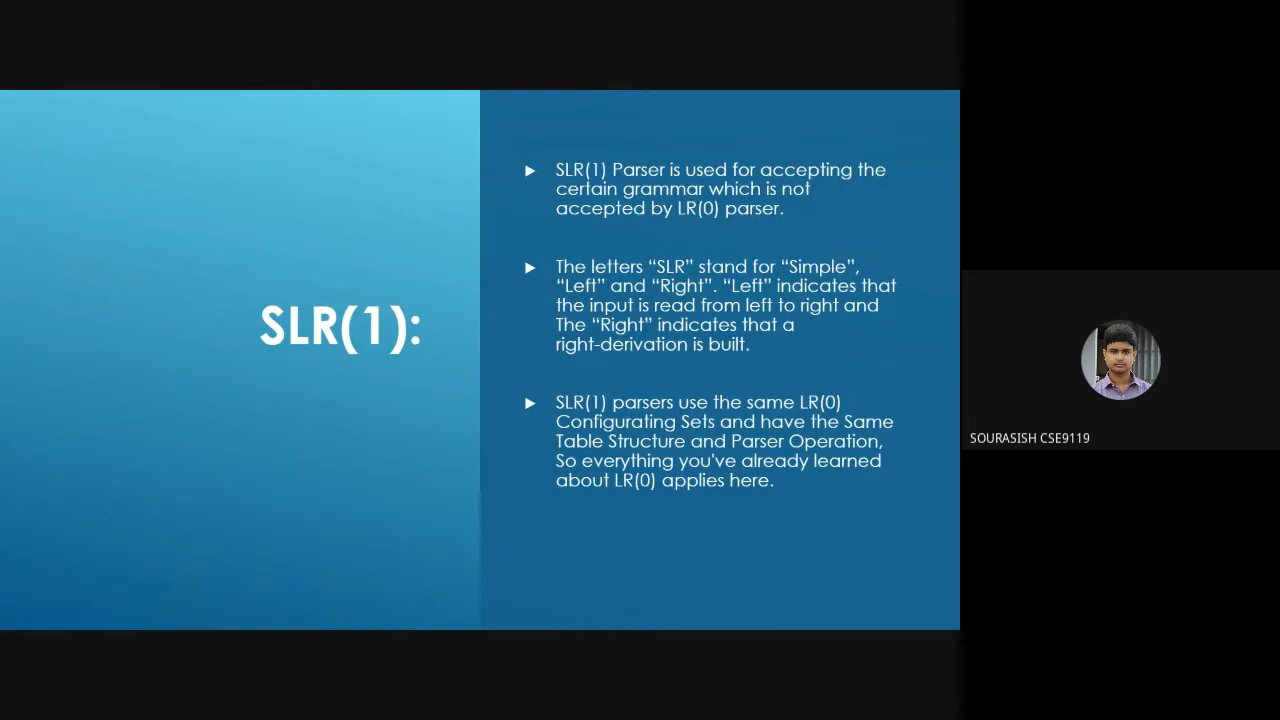 SLR(1):
SLR(1) Parser is used for accepting the
certain grammar which is not
accepted by LR(0) parser.
The letters “SLR” stand for “Simple”,
“Left” and “Right”. “Left” indicates that
the input is read from left to right and
The “Right” indicates that a
right-derivation is built.
SLR(1) parsers use the same LR(0)
Configurating Sets and have the Same
Table Structure and Parser Operation,
So everything you've already learned
about LR(0) applies here.
SOURASISH CSE9119